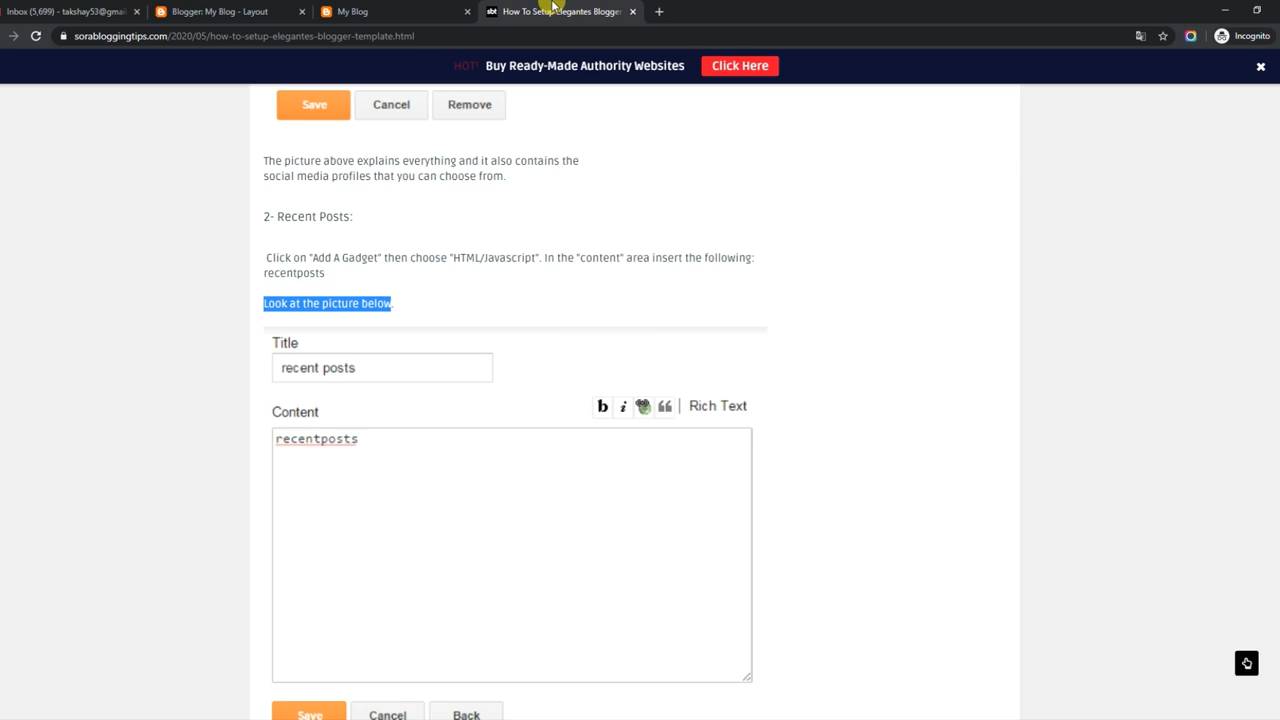 Inbox (5,699) - takshay53@gmail
Blogger: My Blog - Layout
My Blog
sbt How To Setup Elegantes Blogger
sorabloggingtips.com/2020/05/how-to-setup-elegantes-blogger-template.html
Incognito
HOT! Buy Ready-Made Authority Websites Click Here
Save Cancel Remove
The picture above explains everything and it also contains the
social media profiles that you can choose from.
2- Recent Posts:
Click on "Add A Gadget" then choose "HTML/Javascript". In the "content" area insert the following:
recentposts
Look at the picture below.
Title
recent posts
Content b i Rich Text
recentposts
Save Cancel Back